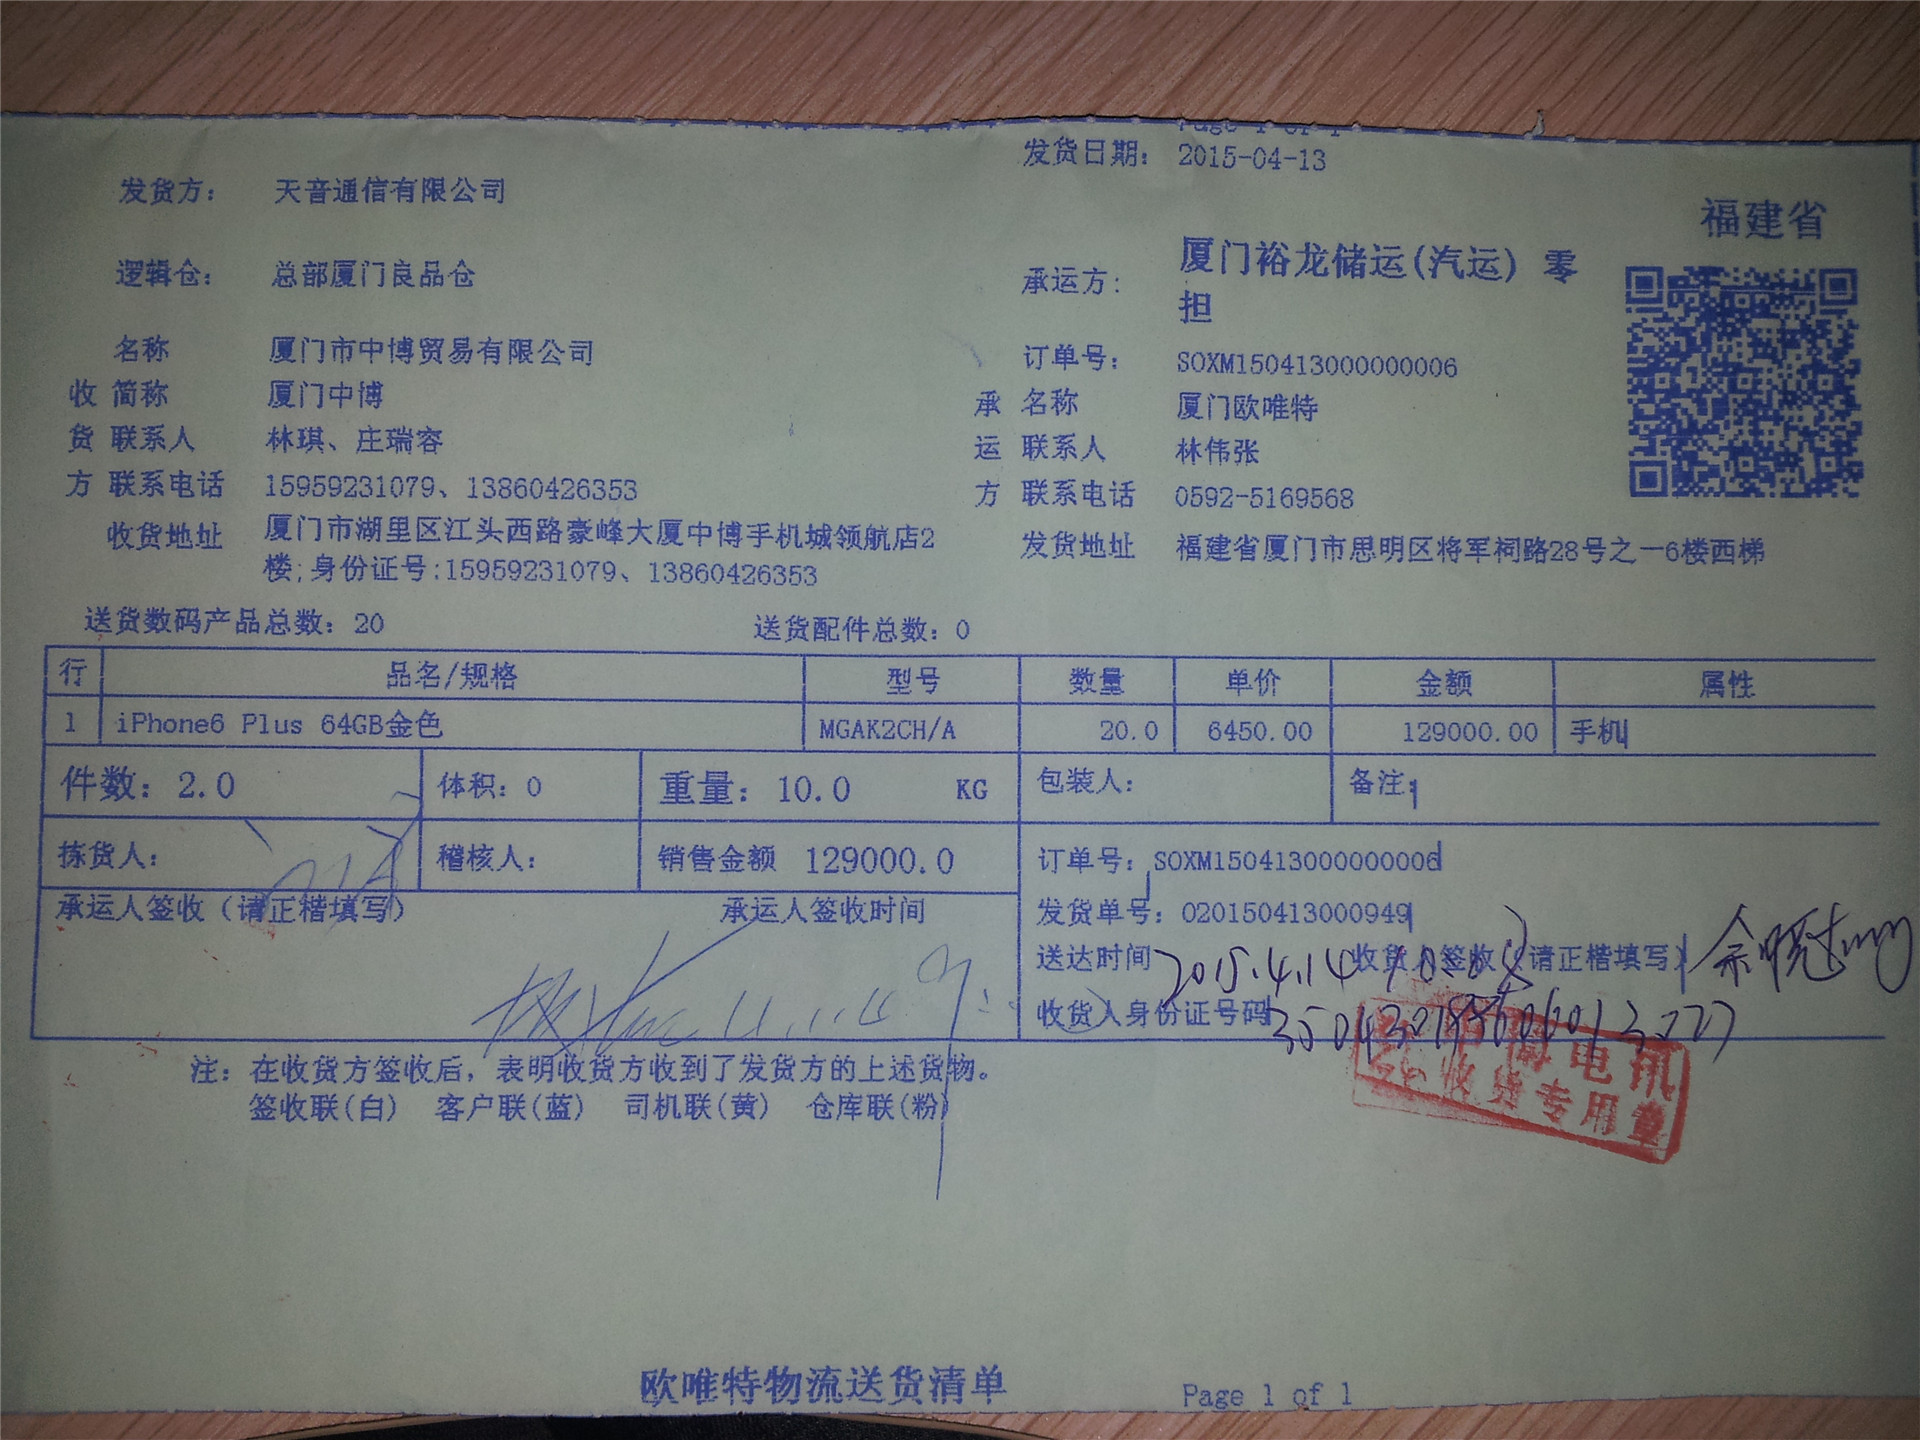 Page 1 of 1
发货日期： 2015-04-13
发货方： 天音通信有限公司
福建省
逻辑仓： 总部厦门良品仓
承运方： 厦门裕龙储运(汽运) 零
担
名称 厦门市中博贸易有限公司
订单号： SOXM150413000000006
收 简称 厦门中博
承 名称 厦门欧唯特
货 联系人 林琪、庄瑞容
运 联系人 林伟张
方 联系电话 15959231079、13860426353
方 联系电话 0592-5169568
收货地址 厦门市湖里区江头西路豪峰大厦中博手机城领航店2
楼;身份证号:15959231079、13860426353
发货地址 福建省厦门市思明区将军祠路28号之一6楼西梯
送货数码产品总数：20 送货配件总数：0
行 品名/规格 型号 数量 单价 金额 属性
1 iPhone6 Plus 64GB金色 MGAK2CH/A 20.0 6450.00 129000.00 手机
件数：2.0 体积：0 重量：10.0 KG 包装人： 备注：
拣货人： 稽核人： 销售金额 129000.0 订单号：SOXM150413000000006
承运人签收（请正楷填写） 承运人签收时间 发货单号：020150413000949
送达时间 2015.4.14 收货人签收（请正楷填写）
收货人身份证号码
电讯
收货专用章
注：在收货方签收后，表明收货方收到了发货方的上述货物。
签收联(白) 客户联(蓝) 司机联(黄) 仓库联(粉)
欧唯特物流送货清单 Page 1 of 1